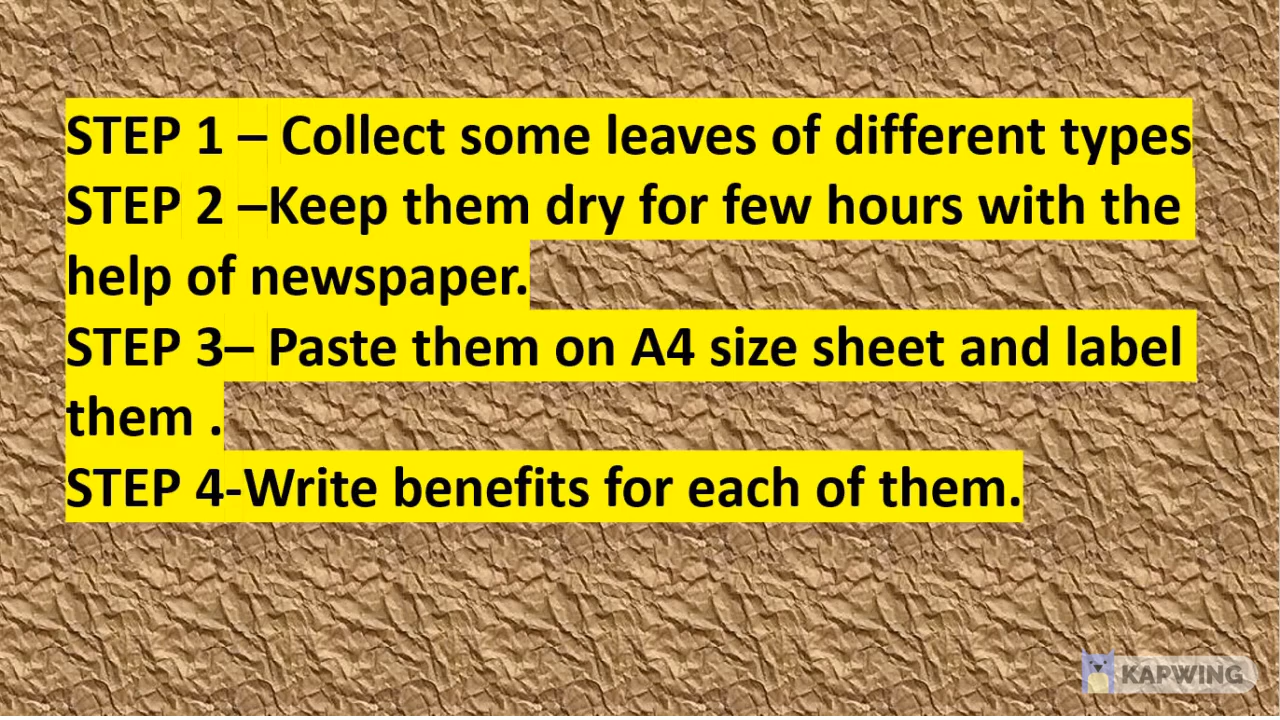 STEP 1 – Collect some leaves of different types
STEP 2 –Keep them dry for few hours with the
help of newspaper.
STEP 3– Paste them on A4 size sheet and label
them .
STEP 4-Write benefits for each of them.
KAPWING